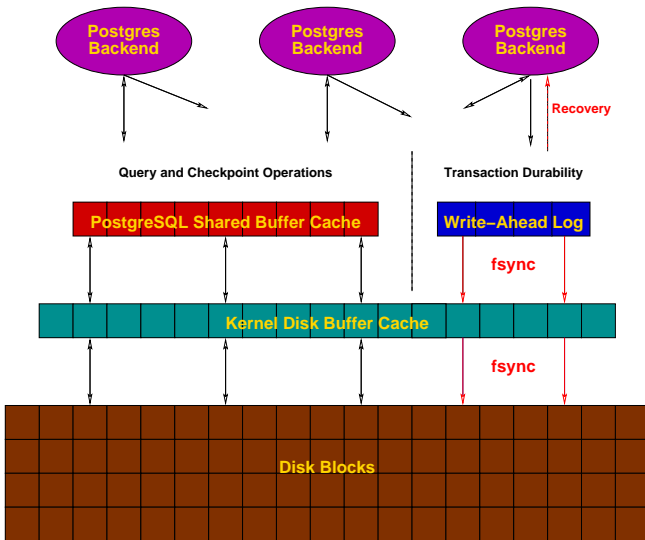 Postgres
Backend
Postgres
Backend
Postgres
Backend
Recovery
Query and Checkpoint Operations
Transaction Durability
PostgreSQL Shared Buffer Cache
Write−Ahead Log
fsync
Kernel Disk Buffer Cache
fsync
Disk Blocks